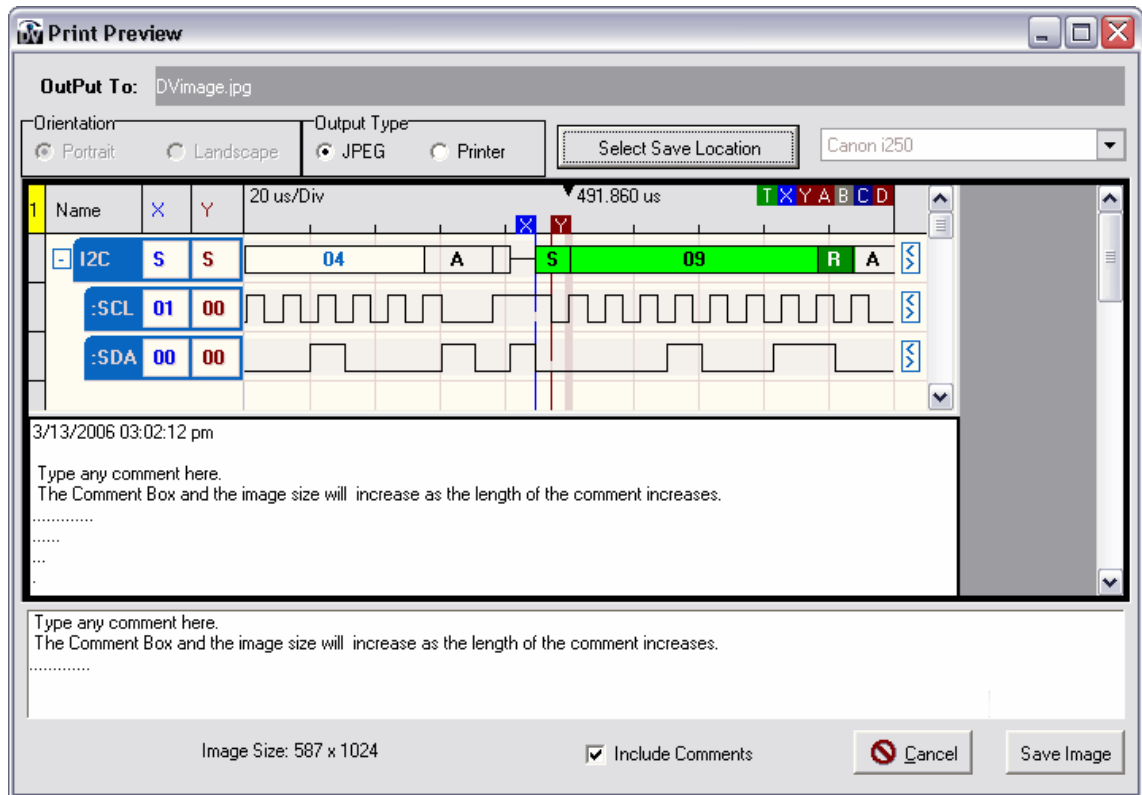 Print Preview
OutPut To: DVimage.jpg
Orientation
Portrait Landscape
Output Type
JPEG Printer
Select Save Location
Canon i250
1 Name X Y 20 us/Div 491.860 us T X Y A B C D
X Y
- I2C S S 04 A S 09 R A
:SCL 01 00
:SDA 00 00
3/13/2006 03:02:12 pm
Type any comment here.
The Comment Box and the image size will increase as the length of the comment increases.
.............
......
...
.
Type any comment here.
The Comment Box and the image size will increase as the length of the comment increases.
.............
Image Size: 587 x 1024
Include Comments
Cancel
Save Image